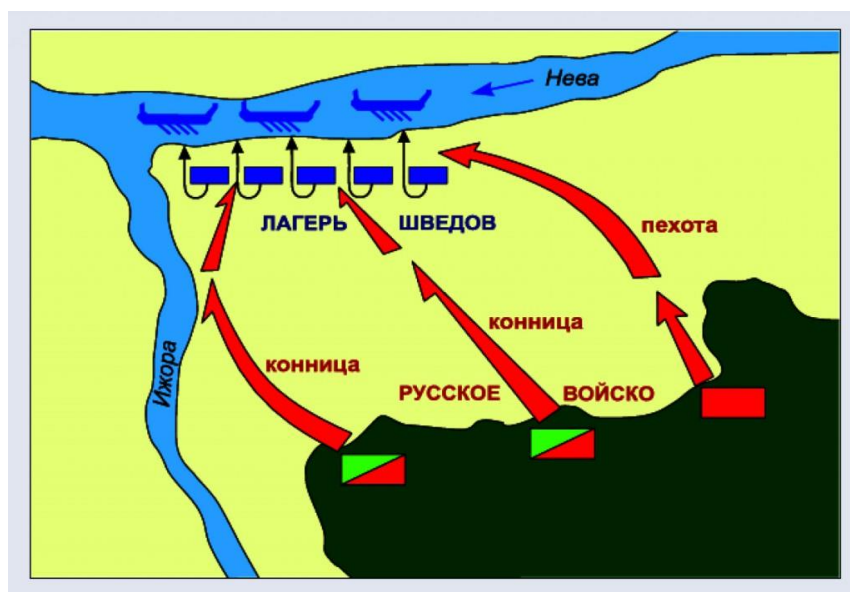 Нева
ЛАГЕРЬ ШВЕДОВ
пехота
конница
Ижора
конница
РУССКОЕ ВОЙСКО